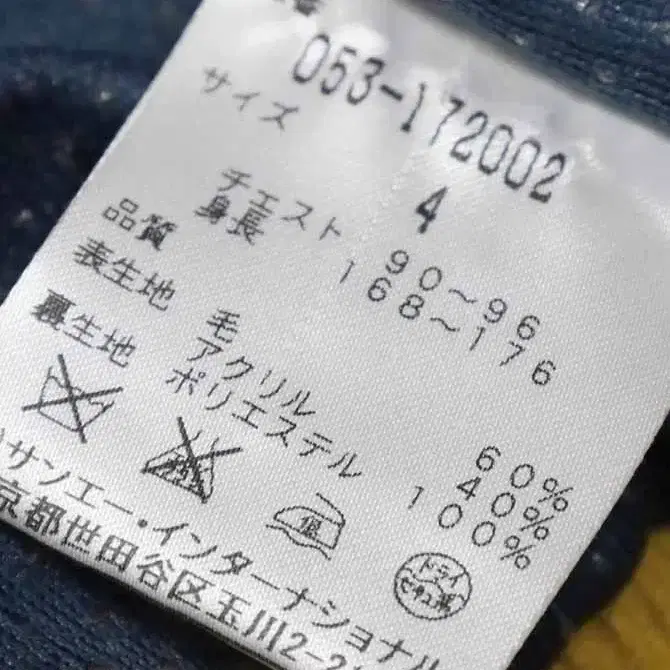 053-172002
サイズ 4
チェスト 90～96
身長 168～176
品質
表生地 毛 60%
アクリル 40%
裏生地 ポリエステル 100%
低
ドライ
サンエー・インターナショナル
京都世田谷区玉川2-2